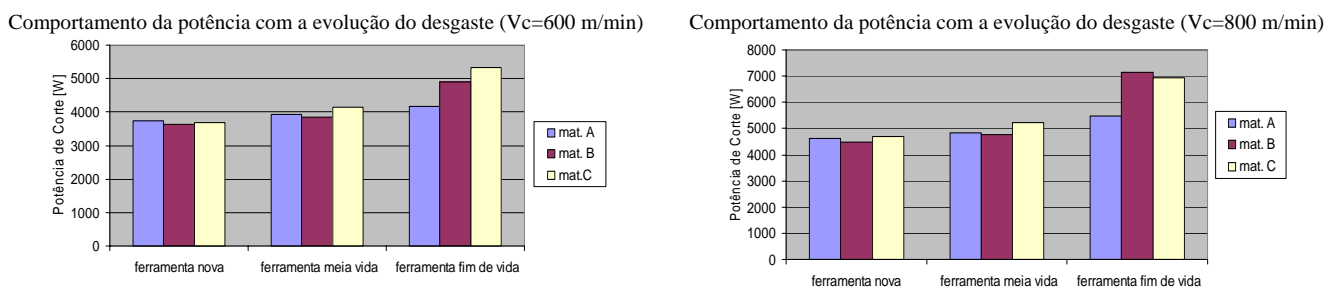 Comportamento da potência com a evolução do desgaste (Vc=600 m/min)
6000
5000
4000
3000
2000
1000
0
Potência de Corte [W]
ferramenta nova
ferramenta meia vida
ferramenta fim de vida
mat. A
mat. B
mat.C
Comportamento da potência com a evolução do desgaste (Vc=800 m/min)
8000
7000
6000
5000
4000
3000
2000
1000
0
Potência de Corte [W]
ferramenta nova
ferramenta meia vida
ferramenta fim de vida
mat. A
mat. B
mat. C